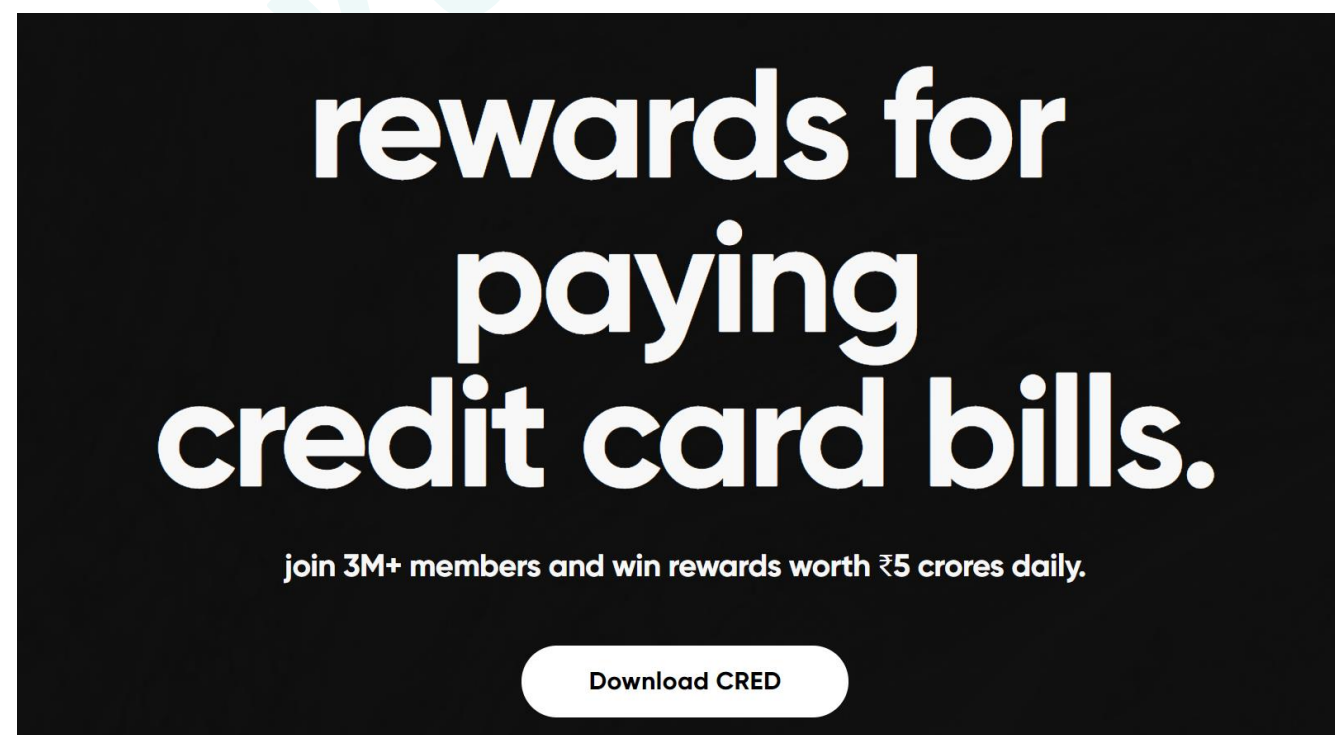 rewards for
paying
credit card bills.
join 3M+ members and win rewards worth ₹5 crores daily.
Download CRED